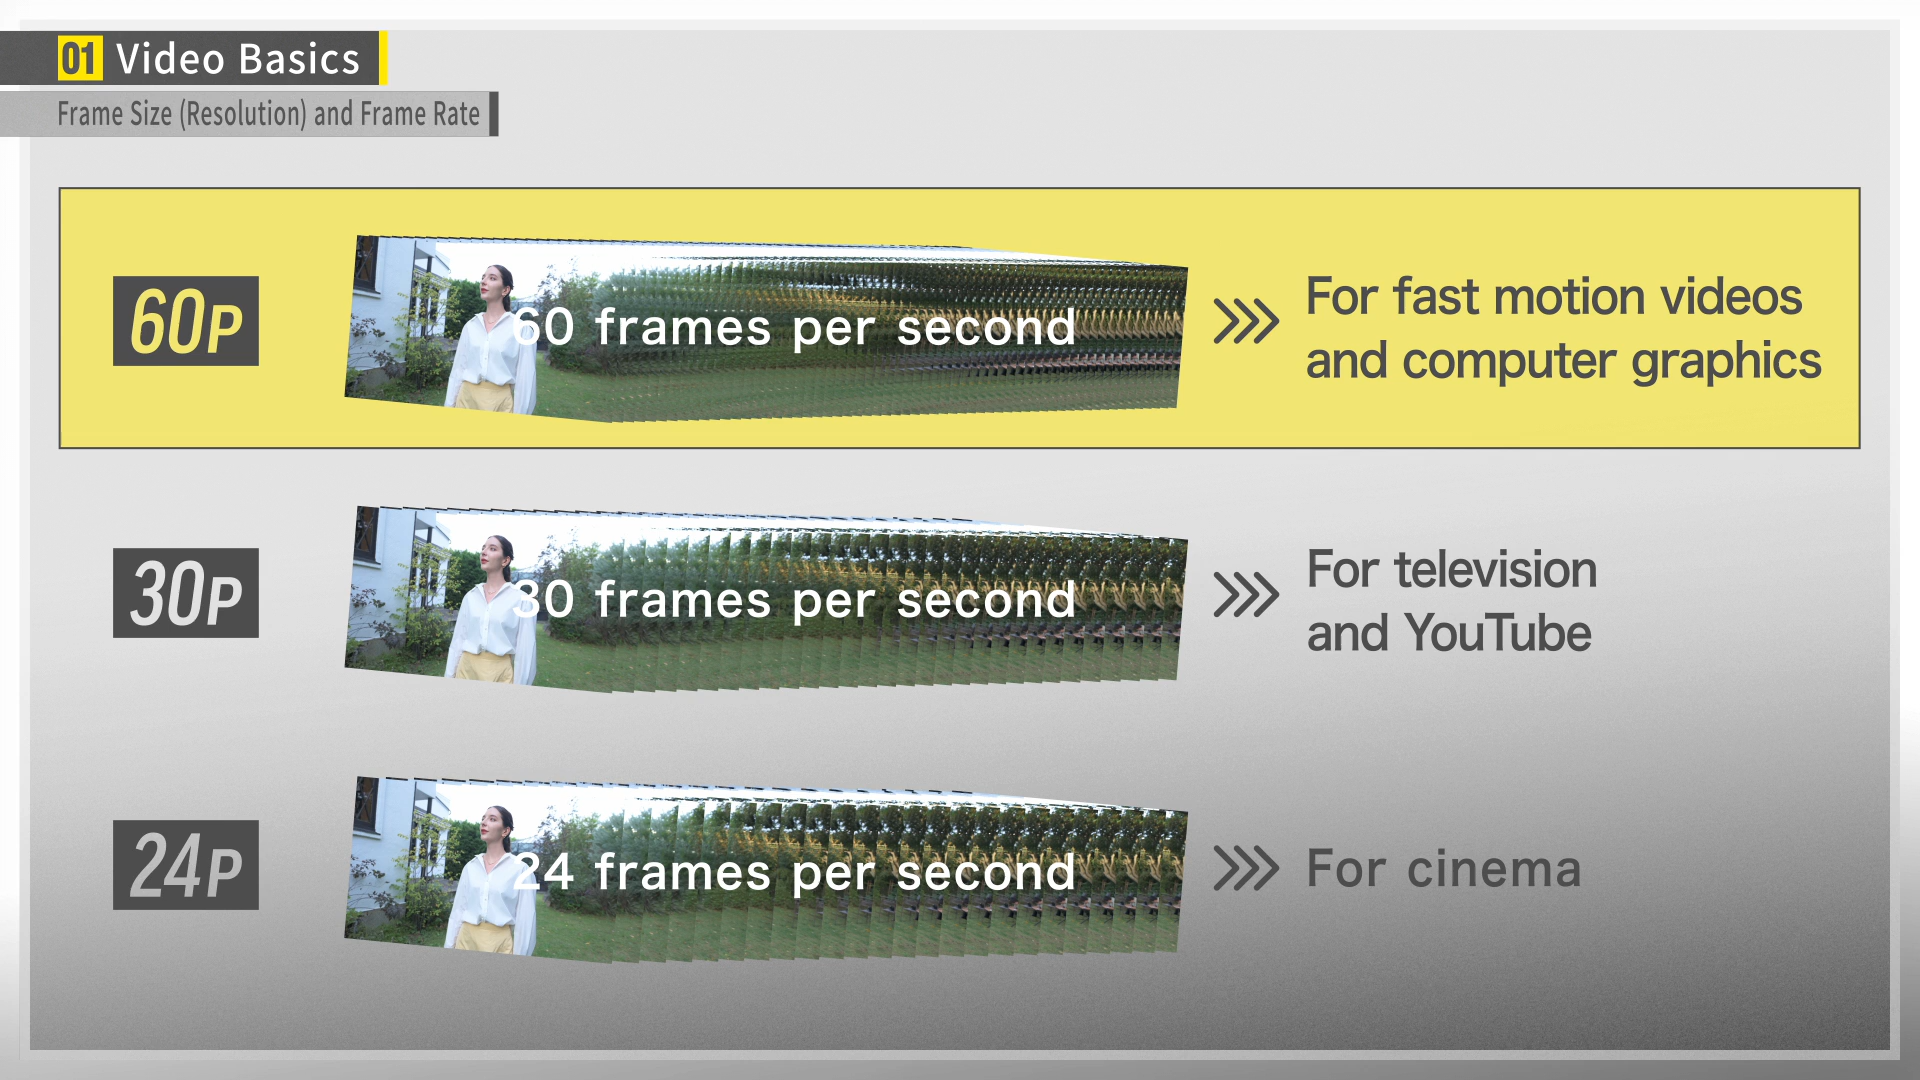 01 Video Basics
Frame Size (Resolution) and Frame Rate
60P
60 frames per second
For fast motion videos
and computer graphics
30P
30 frames per second
For television
and YouTube
24P
24 frames per second
For cinema